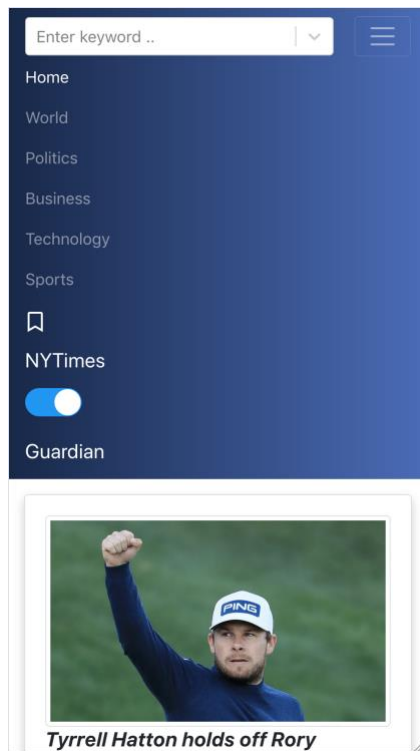 Enter keyword ..
Home
World
Politics
Business
Technology
Sports
NYTimes
Guardian
PING
Tyrrell Hatton holds off Rory